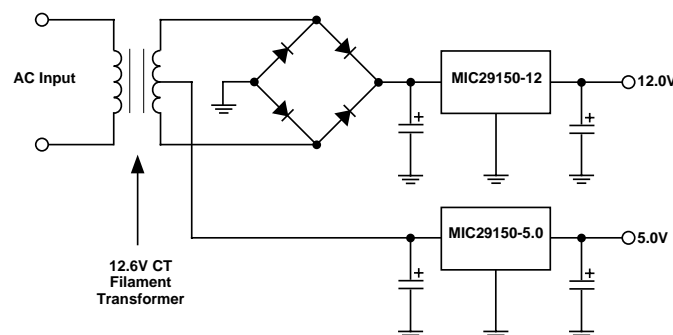 AC Input
MIC29150-12
12.0V
+
+
MIC29150-5.0
5.0V
+
+
12.6V CT
Filament
Transformer